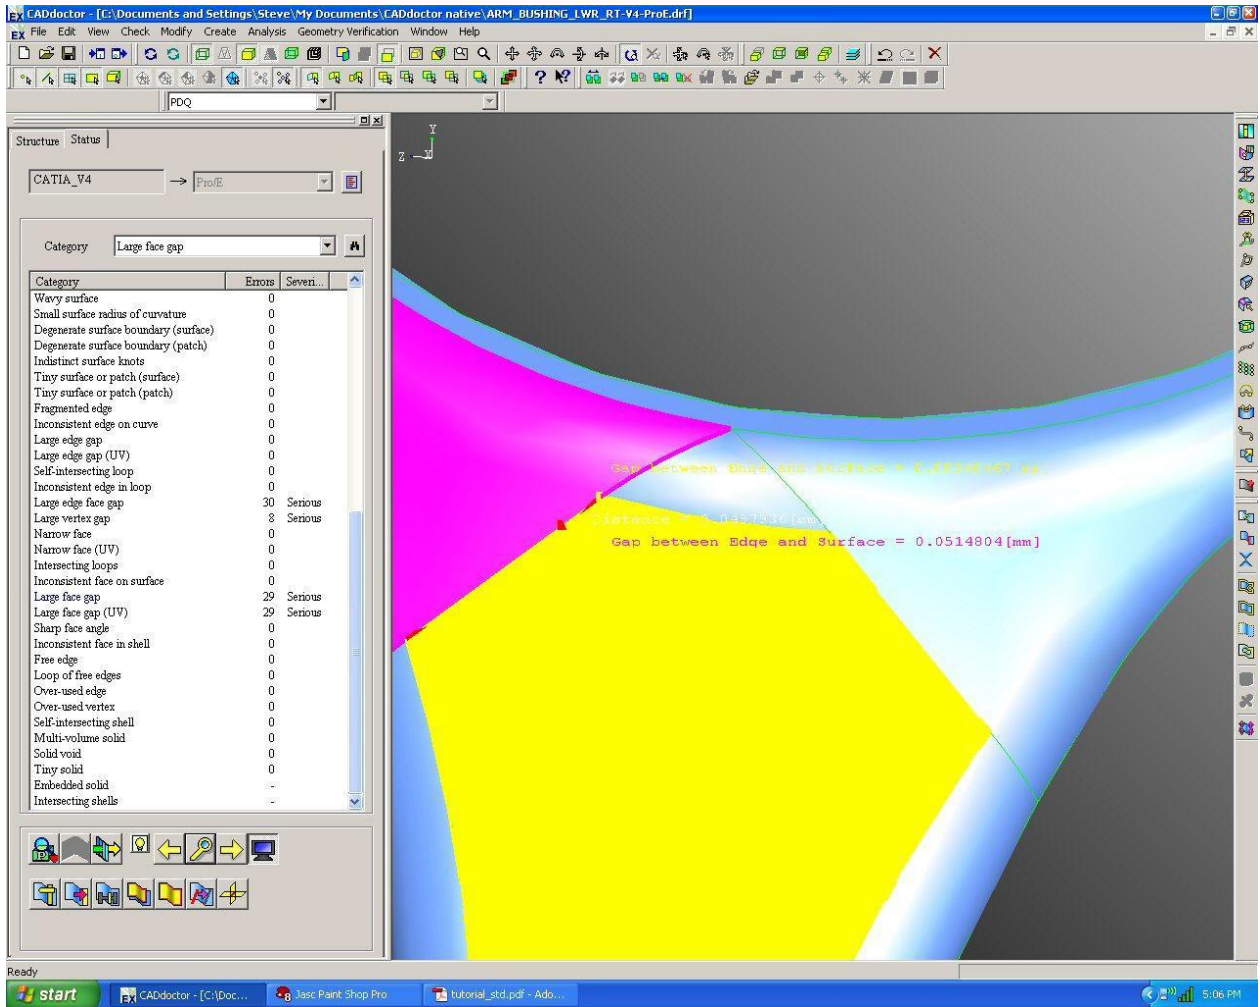 CADdoctor - [C:\Documents and Settings\Steve\My Documents\CADdoctor native\ARM_BUSHING_LWR_RT-V4-ProE.drf]
File Edit View Check Modify Create Analysis Geometry Verification Window Help
PDQ
Structure Status
CATIA_V4 → Pro/E
Category Large face gap
Category Errors Severi...
Wavy surface 0
Small surface radius of curvature 0
Degenerate surface boundary (surface) 0
Degenerate surface boundary (patch) 0
Indistinct surface knots 0
Tiny surface or patch (surface) 0
Tiny surface or patch (patch) 0
Fragmented edge 0
Inconsistent edge on curve 0
Large edge gap 0
Large edge gap (UV) 0
Self-intersecting loop 0
Inconsistent edge in loop 0
Large edge face gap 30 Serious
Large vertex gap 8 Serious
Narrow face 0
Narrow face (UV) 0
Intersecting loops 0
Inconsistent face on surface 0
Large face gap 29 Serious
Large face gap (UV) 29 Serious
Sharp face angle 0
Inconsistent face in shell 0
Free edge 0
Loop of free edges 0
Over-used edge 0
Over-used vertex 0
Self-intersecting shell 0
Multi-volume solid 0
Solid void 0
Tiny solid 0
Embedded solid -
Intersecting shells -
Y
Z X
Gap between Edge and Surface =
Distance =
Gap between Edge and Surface = 0.0514804[mm]
Ready
start CADdoctor - [C:\Doc... Jasc Paint Shop Pro tutorial_std.pdf - Ado... 5:06 PM